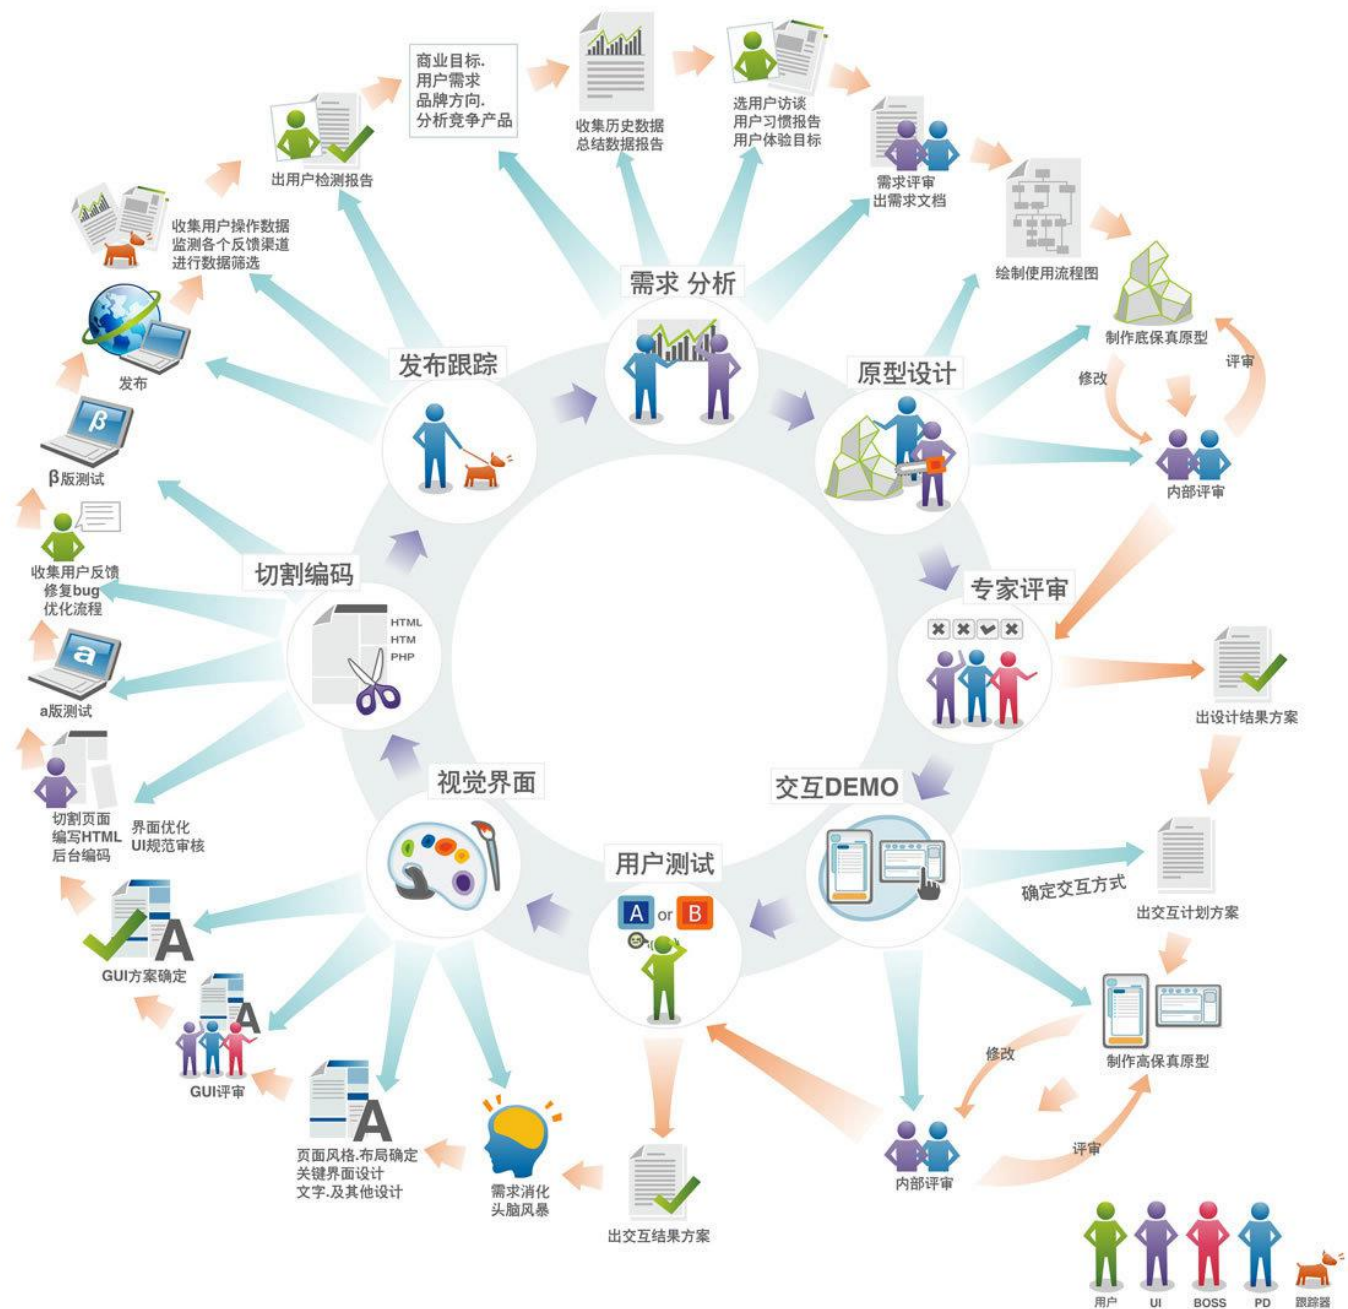 商业目标.
用户需求
品牌方向.
分析竞争产品
收集历史数据
总结数据报告
选用户访谈
用户习惯报告
用户体验目标
需求评审
出需求文档
绘制使用流程图
制作底保真原型
修改
评审
内部评审
出用户检测报告
收集用户操作数据
监测各个反馈渠道
进行数据筛选
发布
β
β版测试
收集用户反馈
修复bug
优化流程
a
a版测试
切割页面
编写HTML
后台编码
界面优化
UI规范审核
A
GUI方案确定
A
GUI评审
A
页面风格.布局确定
关键界面设计
文字.及其他设计
需求消化
头脑风暴
出交互结果方案
需求 分析
原型设计
专家评审
交互DEMO
用户测试
A or B
视觉界面
切割编码
HTML
HTM
PHP
发布跟踪
出设计结果方案
确定交互方式
出交互计划方案
制作高保真原型
修改
评审
内部评审
用户
UI
BOSS
PD
跟踪器